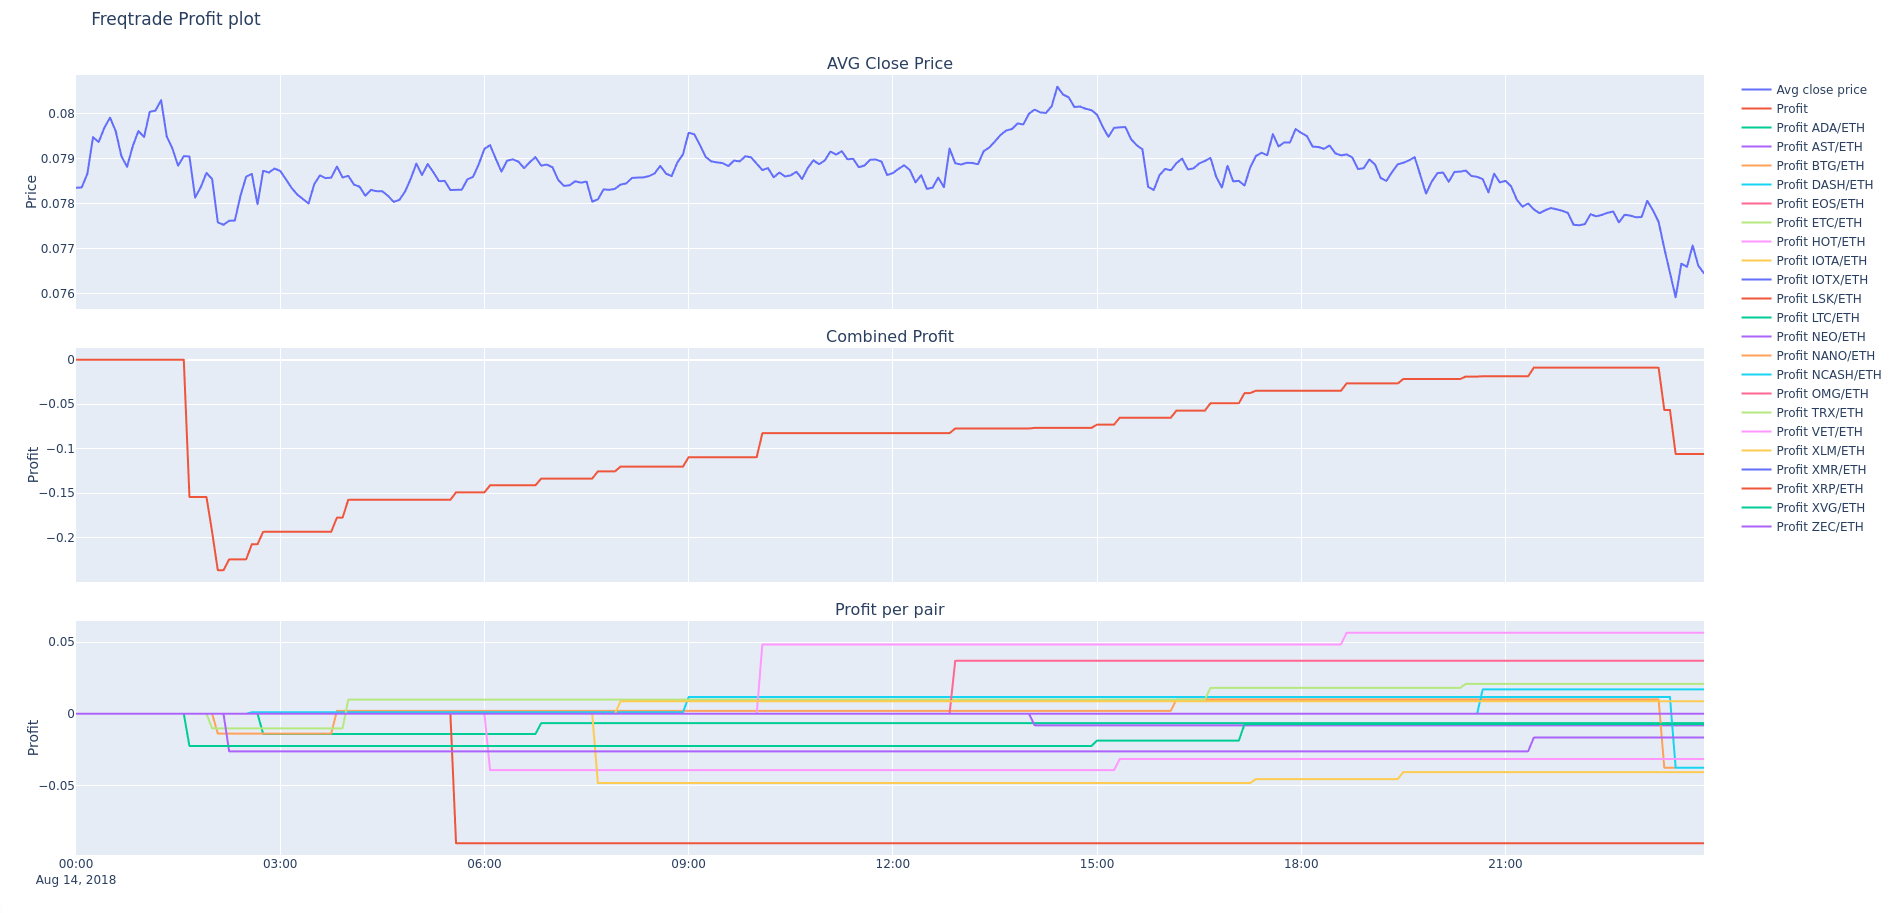 Freqtrade Profit plot
AVG Close Price
0.08
0.079
0.078
0.077
0.076
Price
Combined Profit
0
−0.05
−0.1
−0.15
−0.2
Profit
Profit per pair
0.05
0
−0.05
Profit
00:00
03:00
06:00
09:00
12:00
15:00
18:00
21:00
Aug 14, 2018
Avg close price
Profit
Profit ADA/ETH
Profit AST/ETH
Profit BTG/ETH
Profit DASH/ETH
Profit EOS/ETH
Profit ETC/ETH
Profit HOT/ETH
Profit IOTA/ETH
Profit IOTX/ETH
Profit LSK/ETH
Profit LTC/ETH
Profit NEO/ETH
Profit NANO/ETH
Profit NCASH/ETH
Profit OMG/ETH
Profit TRX/ETH
Profit VET/ETH
Profit XLM/ETH
Profit XMR/ETH
Profit XRP/ETH
Profit XVG/ETH
Profit ZEC/ETH